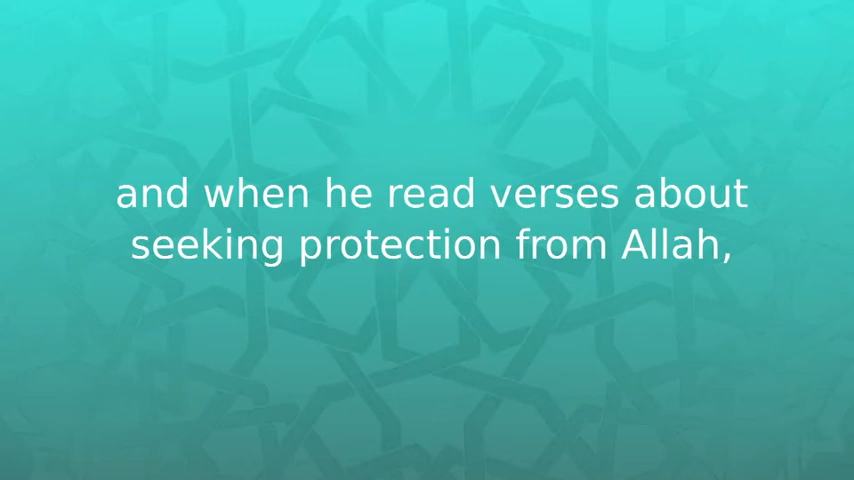 and when he read verses about
seeking protection from Allah,